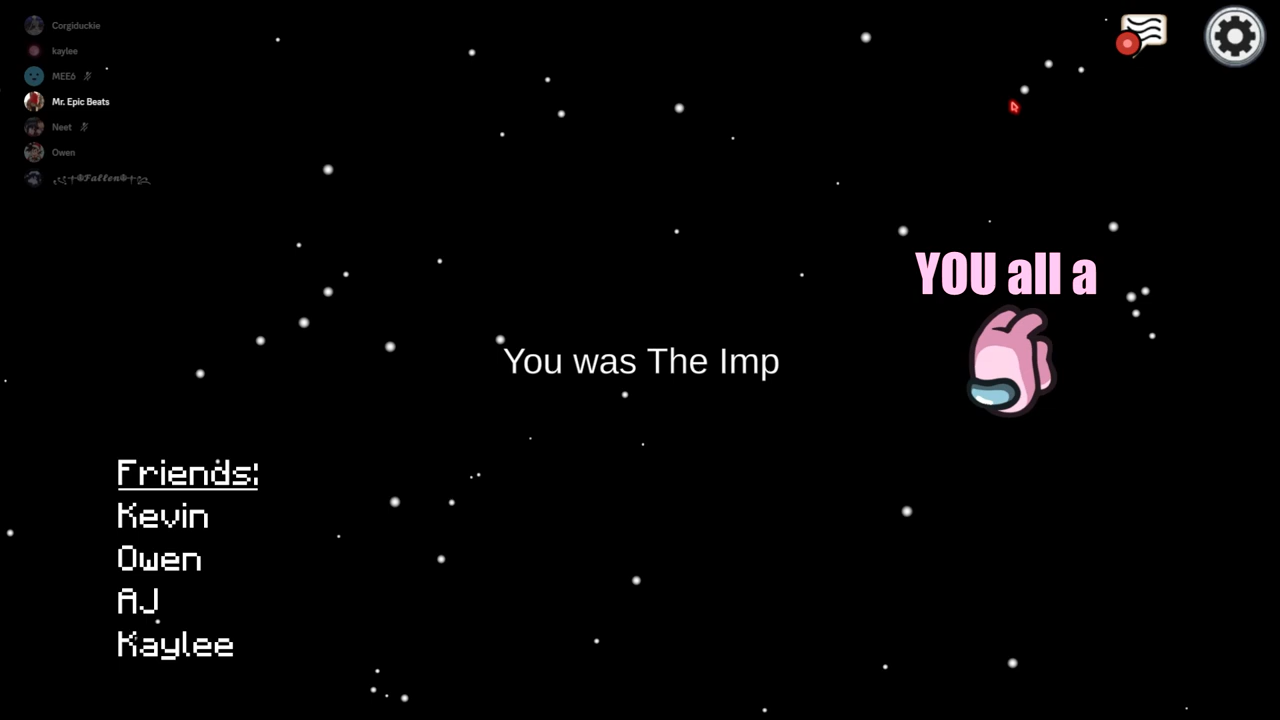 Corgiduckie
kaylee
MEE6
Mr. Epic Beats
Neet
Owen
Fallen
YOU all a
You was The Imp
Friends:
Kevin
Owen
AJ
Kaylee